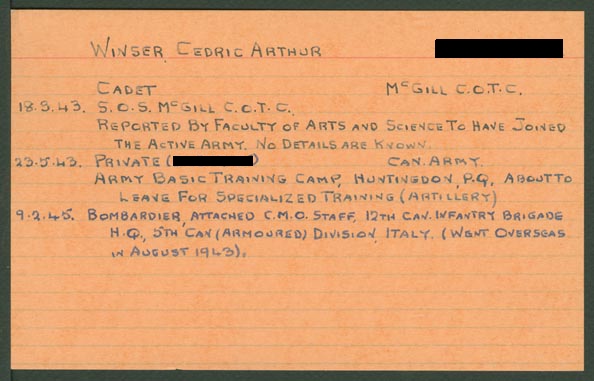 WINSER, CEDRIC ARTHUR
CADET McGILL C.O.T.C.
18.3.43. S.O.S. McGILL C.O.T.C.
REPORTED BY FACULTY OF ARTS AND SCIENCE TO HAVE JOINED
THE ACTIVE ARMY. NO DETAILS ARE KNOWN.
23.5.43. PRIVATE ( ) CAN. ARMY.
ARMY BASIC TRAINING CAMP, HUNTINGDON, P.Q., ABOUT TO
LEAVE FOR SPECIALIZED TRAINING (ARTILLERY)
9.2.45. BOMBARDIER, ATTACHED C.M.O. STAFF, 12TH CAN. INFANTRY BRIGADE
H.Q., 5TH CAN (ARMOURED) DIVISION, ITALY. (WENT OVERSEAS
IN AUGUST 1943).